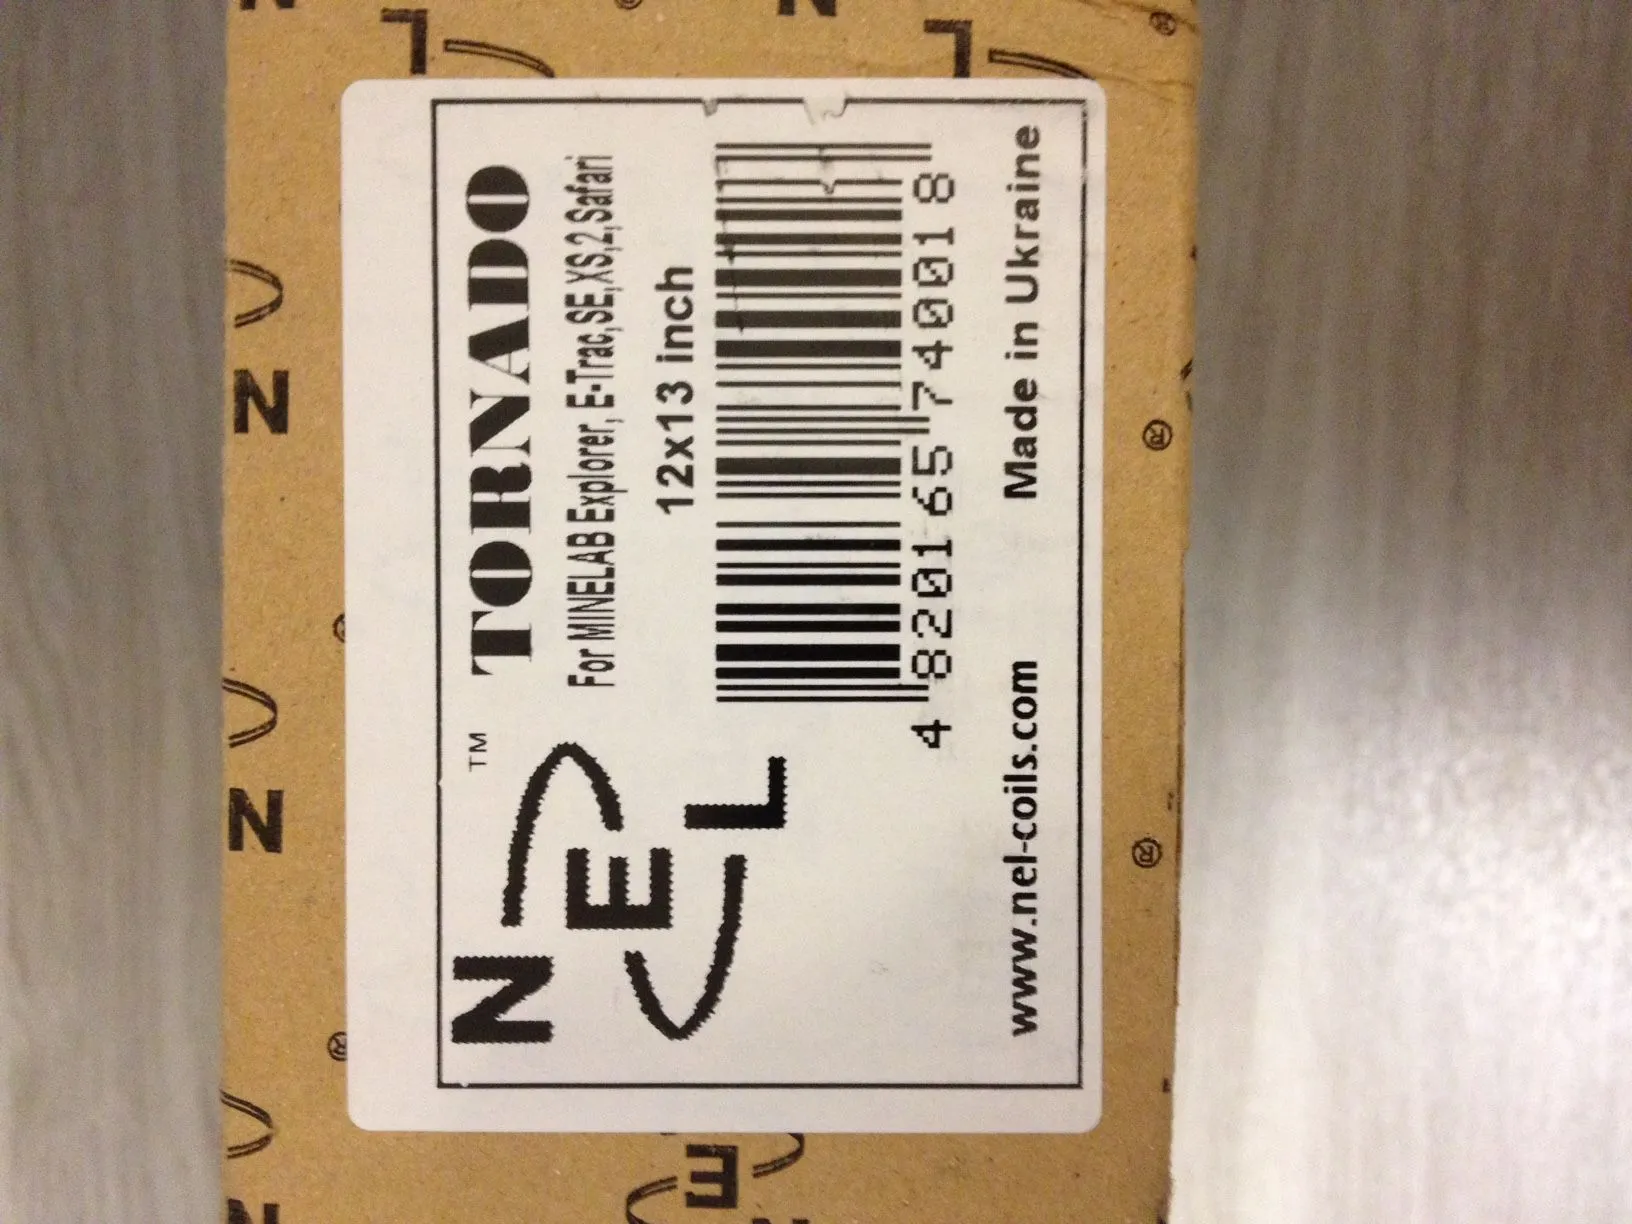 NEL™
TORNADO
For MINELAB Explorer, E-Trac,SE,XS,2,Safari
12x13 inch
4 820165 740018
www.nel-coils.com
Made in Ukraine
N
N
E
N
L
L
N
N
®
®
®
®
®